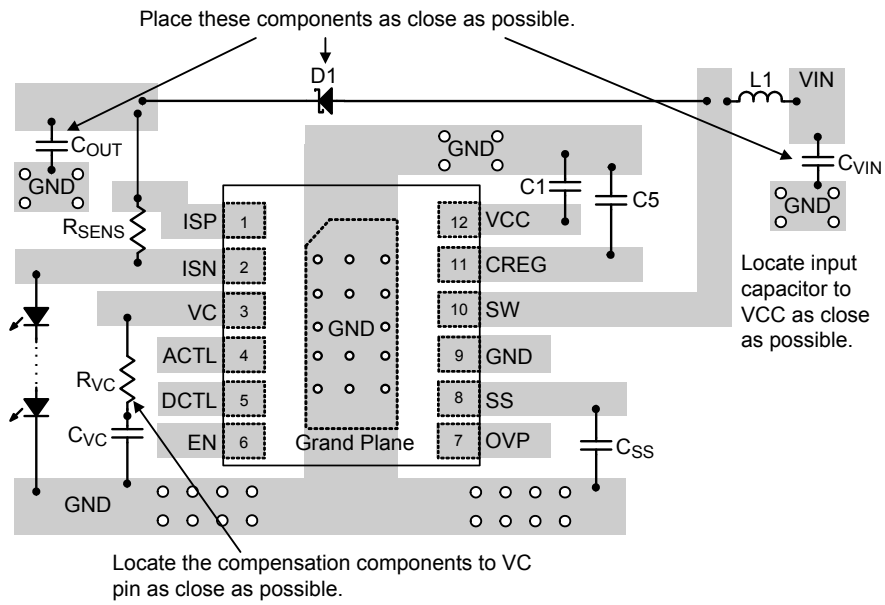 Place these components as close as possible.
D1
L1
VIN
COUT
GND
GND
C1
C5
CVIN
GND
RSENS
ISP
1
12
VCC
ISN
2
11
CREG
Locate input
capacitor to
VCC as close
as possible.
VC
3
10
SW
GND
ACTL
4
9
GND
RVC
DCTL
5
8
SS
CVC
EN
6
Grand Plane
7
OVP
CSS
GND
Locate the compensation components to VC
pin as close as possible.